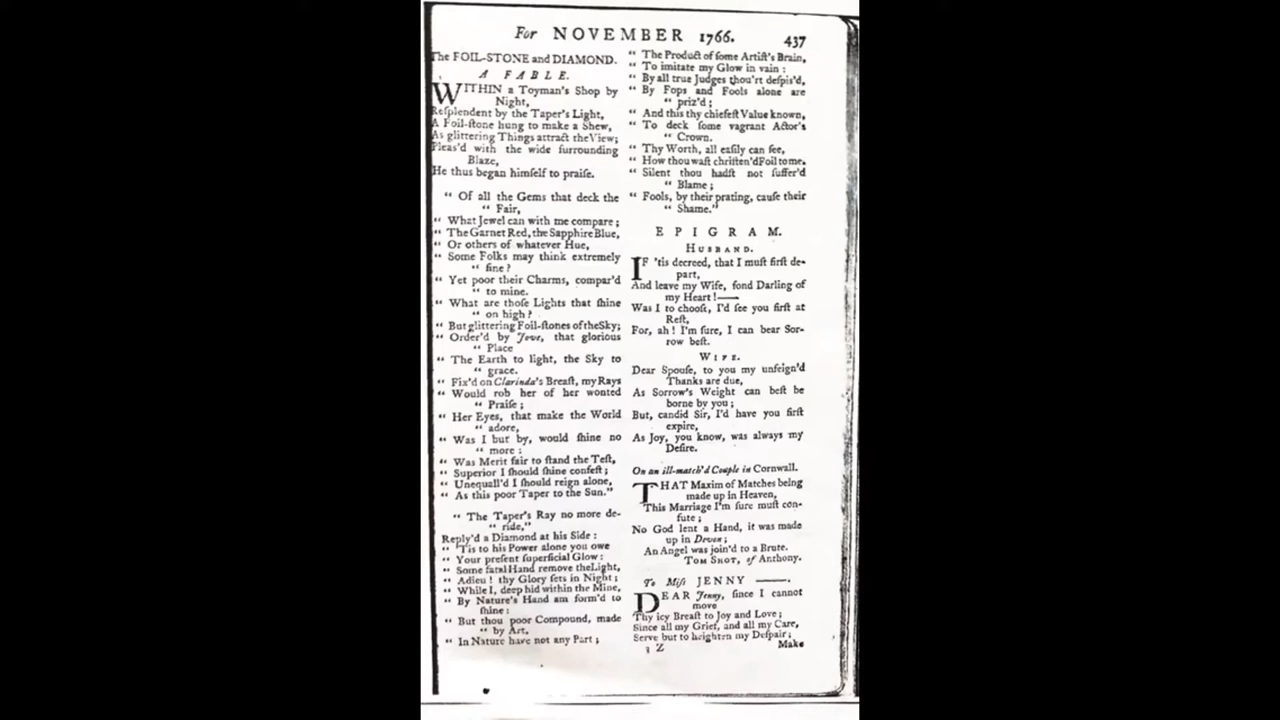 For NOVEMBER 1766. 437
The FOIL-STONE and DIAMOND.
A FABLE.
WITHIN a Toyman's Shop by
Night,
Reſplendent by the Taper's Light,
A Foil-ſtone hung to make a Shew,
As glittering Things attract the View;
Pleas'd with the wide ſurrounding
Blaze,
He thus began himſelf to praiſe.
“ Of all the Gems that deck the
“ Fair,
“ What Jewel can with me compare;
“ The Garnet Red, the Sapphire Blue,
“ Or others of whatever Hue,
“ Some Folks may think extremely
“ fine?
“ Yet poor their Charms, compar'd
“ to mine.
“ What are thoſe Lights that ſhine
“ on high?
“ But glittering Foil-ſtones of the Sky;
“ Order'd by Jove, that glorious
“ Place
“ The Earth to light, the Sky to
“ grace.
“ Fix'd on Clarinda's Breaſt, my Rays
“ Would rob her of her wonted
“ Praiſe;
“ Her Eyes, that make the World
“ adore,
“ Was I but by, would ſhine no
“ more:
“ Was Merit fair to ſtand the Teſt,
“ Superior I ſhould ſhine confeſt;
“ Unequall'd I ſhould reign alone,
“ As this poor Taper to the Sun.”
“ The Taper's Ray no more de-
“ ride,”
Reply'd a Diamond at his Side:
“ 'Tis to his Power alone you owe
“ Your preſent ſuperficial Glow:
“ Some fatal Hand remove the Light,
“ Adieu! thy Glory ſets in Night;
“ While I, deep hid within the Mine,
“ By Nature's Hand am form'd to
ſhine:
“ But thou poor Compound, made
“ by Art,
“ In Nature have not any Part;
“ The Product of ſome Artiſt's Brain,
“ To imitate my Glow in vain:
“ By all true Judges thou'rt deſpis'd,
“ By Fops and Fools alone are
“ priz'd;
“ And this thy chiefeſt Value known,
“ To deck ſome vagrant Actor's
“ Crown.
“ Thy Worth, all eaſily can ſee,
“ How thou waſt chriſten'd Foil to me.
“ Silent thou hadſt not ſuffer'd
“ Blame;
“ Fools, by their prating, cauſe their
“ Shame.”
EPIGRAM.
HUSBAND.
IF 'tis decreed, that I muſt firſt de-
part,
And leave my Wife, fond Darling of
my Heart!——
Was I to chooſe, I'd ſee you firſt at
Reſt,
For, ah! I'm ſure, I can bear Sor-
row beſt.
WIFE.
Dear Spouſe, to you my unfeign'd
Thanks are due,
As Sorrow's Weight can beſt be
borne by you;
But, candid Sir, I'd have you firſt
expire,
As Joy, you know, was always my
Deſire.
On an ill-match'd Couple in Cornwall.
THAT Maxim of Matches being
made up in Heaven,
This Marriage I'm ſure muſt con-
fute;
No God lent a Hand, it was made
up in Devon;
An Angel was join'd to a Brute.
TOM SHOT, of Anthony.
To Miſs JENNY ——.
DEAR Jenny, ſince I cannot
move
Thy icy Breaſt to Joy and Love;
Since all my Grief, and all my Care,
Serve but to heighten my Deſpair;
3 Z Make